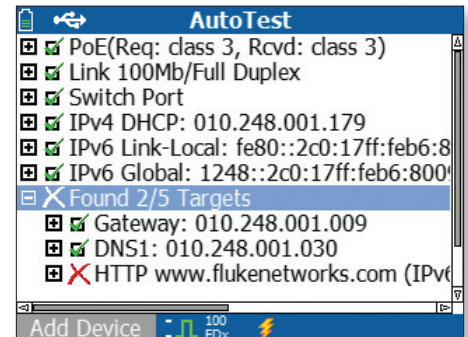 AutoTest
PoE(Req: class 3, Rcvd: class 3)
Link 100Mb/Full Duplex
Switch Port
IPv4 DHCP: 010.248.001.179
IPv6 Link-Local: fe80::2c0:17ff:feb6:8
IPv6 Global: 1248::2c0:17ff:feb6:800
Found 2/5 Targets
Gateway: 010.248.001.009
DNS1: 010.248.001.030
HTTP www.flukenetworks.com (IPv6
Add Device
100
FDx